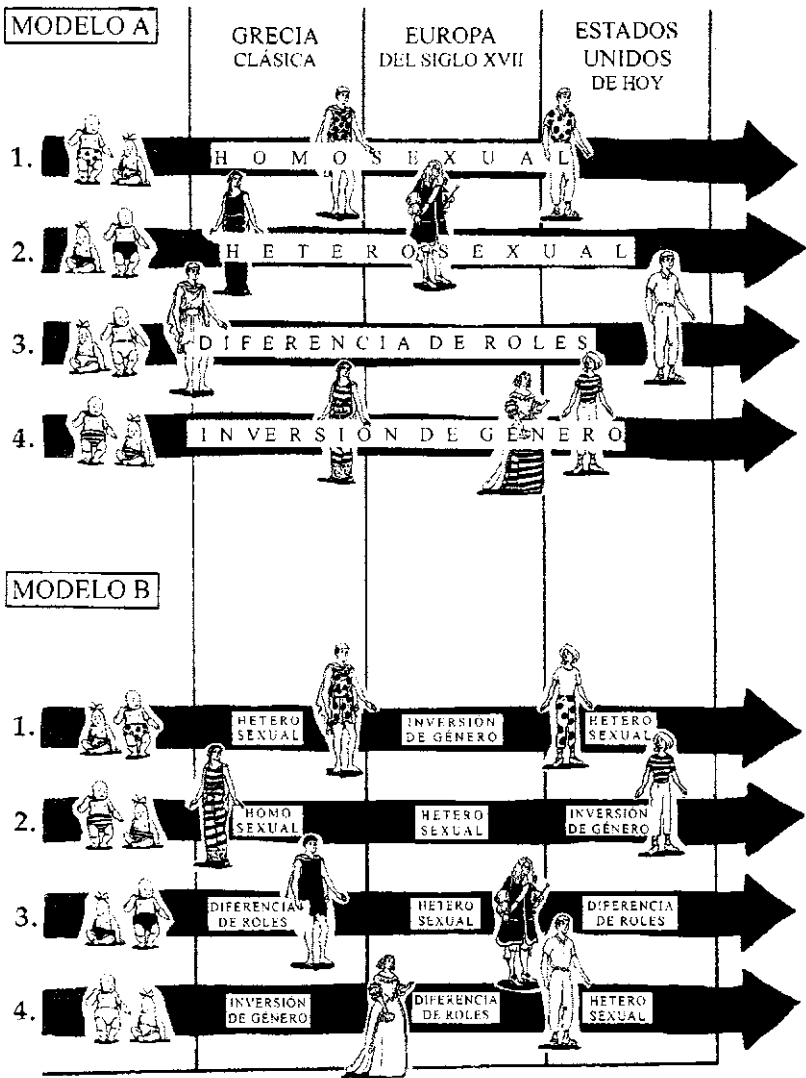 MODELO A
GRECIA
CLÁSICA
EUROPA
DEL SIGLO XVII
ESTADOS
UNIDOS
DE HOY
1.
HOMOSEXUAL
2.
HETEROSEXUAL
3.
DIFERENCIA DE ROLES
4.
INVERSIÓN DE GÉNERO
MODELO B
1.
HETERO
SEXUAL
INVERSIÓN
DE GÉNERO
HETERO
SEXUAL
2.
HOMO
SEXUAL
HETERO
SEXUAL
INVERSIÓN
DE GÉNERO
3.
DIFERENCIA
DE ROLES
HETERO
SEXUAL
DIFERENCIA
DE ROLES
4.
INVERSIÓN
DE GÉNERO
DIFERENCIA
DE ROLES
HETERO
SEXUAL